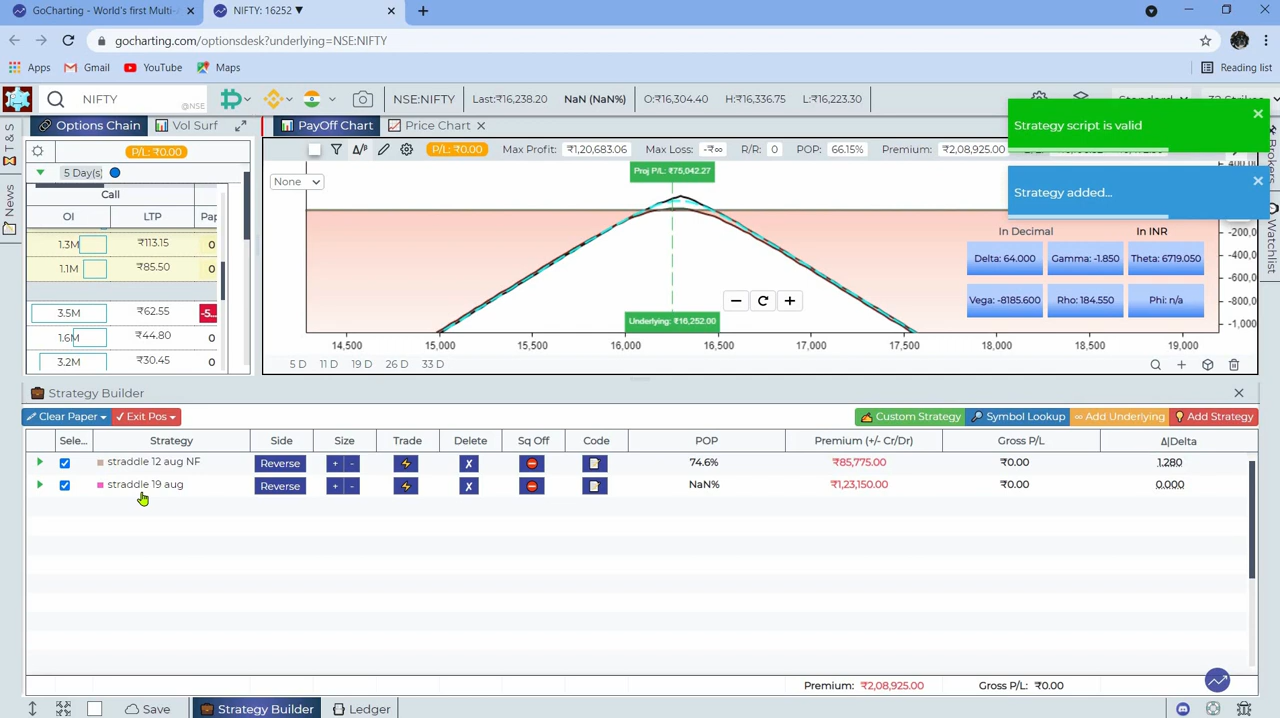 GoCharting - World's first Multi-
NIFTY: 16252 ▼
gocharting.com/optionsdesk?underlying=NSE:NIFTY
Apps
Gmail
YouTube
Maps
Reading list
NIFTY
@NSE
NSE:NIFTY
Last:₹16,238.20
NaN (NaN%)
O:₹16,304.40
H:₹16,336.75
L:₹16,223.30
T & S
News
Brokers
Watchlist
Options Chain
Vol Surf
PayOff Chart
Price Chart
Strategy script is valid
Strategy added...
P/L: ₹0.00
P/L: ₹0.00
Max Profit: ₹1,20,683.06
Max Loss: -₹∞
R/R: 0
POP: 66.15%
Premium: ₹2,08,925.00
5 Day(s)
Call
OI
LTP
Pap
1.3M
₹113.15
0
1.1M
₹85.50
0
3.5M
₹62.55
-5...
1.6M
₹44.80
0
3.2M
₹30.45
0
None
Proj P/L: ₹75,042.27
Underlying: ₹16,252.00
In Decimal
In INR
Delta: 64.000
Gamma: -1.850
Theta: 6719.050
Vega: -8185.600
Rho: 184.550
Phi: n/a
-200,0
-400,0
-600,0
-800,0
-1,000
14,500
15,000
15,500
16,000
16,500
17,000
17,500
18,000
18,500
19,000
5 D
11 D
19 D
26 D
33 D
Strategy Builder
Clear Paper
Exit Pos
Custom Strategy
Symbol Lookup
Add Underlying
Add Strategy
Sele...
Strategy
Side
Size
Trade
Delete
Sq Off
Code
POP
Premium (+/- Cr/Dr)
Gross P/L
Δ|Delta
straddle 12 aug NF
Reverse
+ -
74.6%
₹85,775.00
₹0.00
1.280
straddle 19 aug
Reverse
+ -
NaN%
₹1,23,150.00
₹0.00
0.000
Premium: ₹2,08,925.00
Gross P/L: ₹0.00
Save
Strategy Builder
Ledger